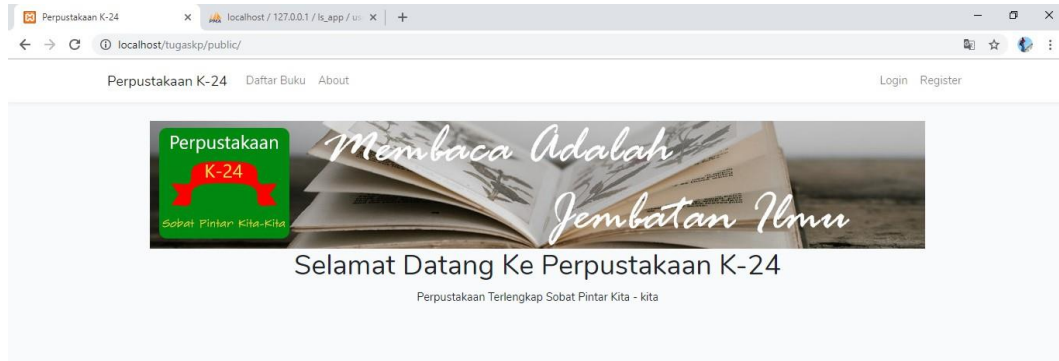 Perpustakaan K-24
localhost / 127.0.0.1 / ls_app / us
localhost/tugaskp/public/
Perpustakaan K-24 Daftar Buku About Login Register
Perpustakaan
K-24
Sobat Pintar Kita-Kita
Membaca Adalah
Jembatan Ilmu
Selamat Datang Ke Perpustakaan K-24
Perpustakaan Terlengkap Sobat Pintar Kita - kita